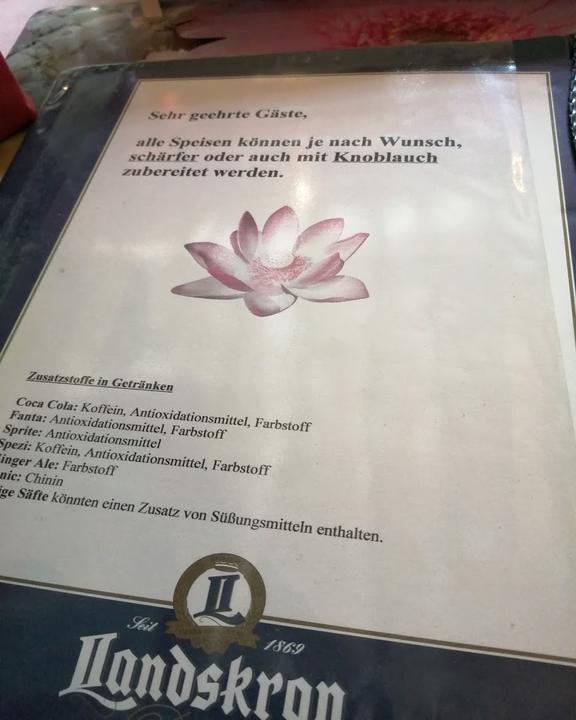 Sehr geehrte Gäste,
alle Speisen können je nach Wunsch,
schärfer oder auch mit Knoblauch
zubereitet werden.
Zusatzstoffe in Getränken
Coca Cola: Koffein, Antioxidationsmittel, Farbstoff
Fanta: Antioxidationsmittel, Farbstoff
Sprite: Antioxidationsmittel
Spezi: Koffein, Antioxidationsmittel, Farbstoff
inger Ale: Farbstoff
nic: Chinin
ige Säfte könnten einen Zusatz von Süßungsmitteln enthalten.
Seit 1869
Landskron